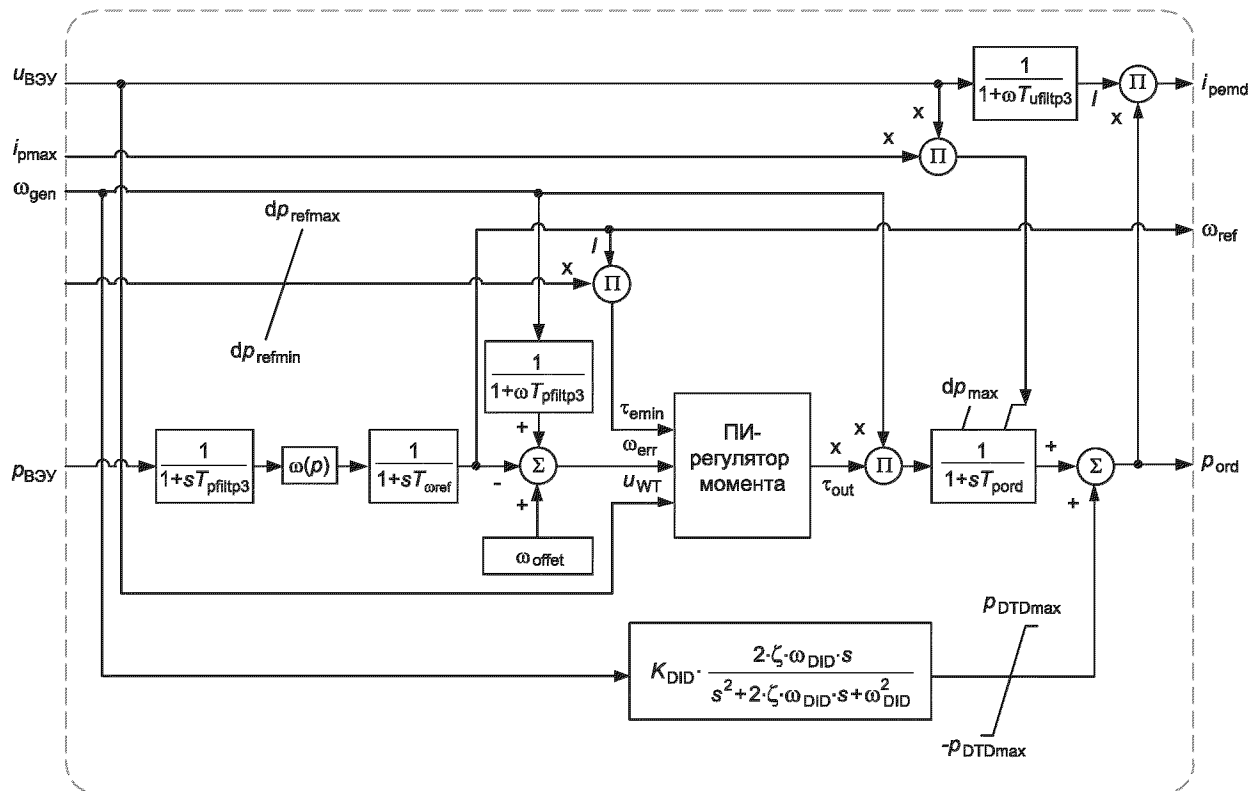 u_ВЭУ
1
1+ωT_ufiltp3
I
П
i_pemd
x
x
x
i_pmax
П
ω_gen
dp_refmax
ω_ref
I
x
x
П
dp_refmin
1
1+ωT_pfiltp3
dp_max
τ_emin
+
ω_err
ПИ-регулятор момента
x
x
p_ВЭУ
1
1+sT_pfiltp3
ω(p)
1
1+sT_ωref
Σ
-
+
u_WT
τ_out
П
1
1+sT_pord
+
Σ
+
p_ord
ω_offet
p_DTDmax
K_DID · 2·ζ·ω_DID·s
s²+2·ζ·ω_DID·s+ω²_DID
-p_DTDmax